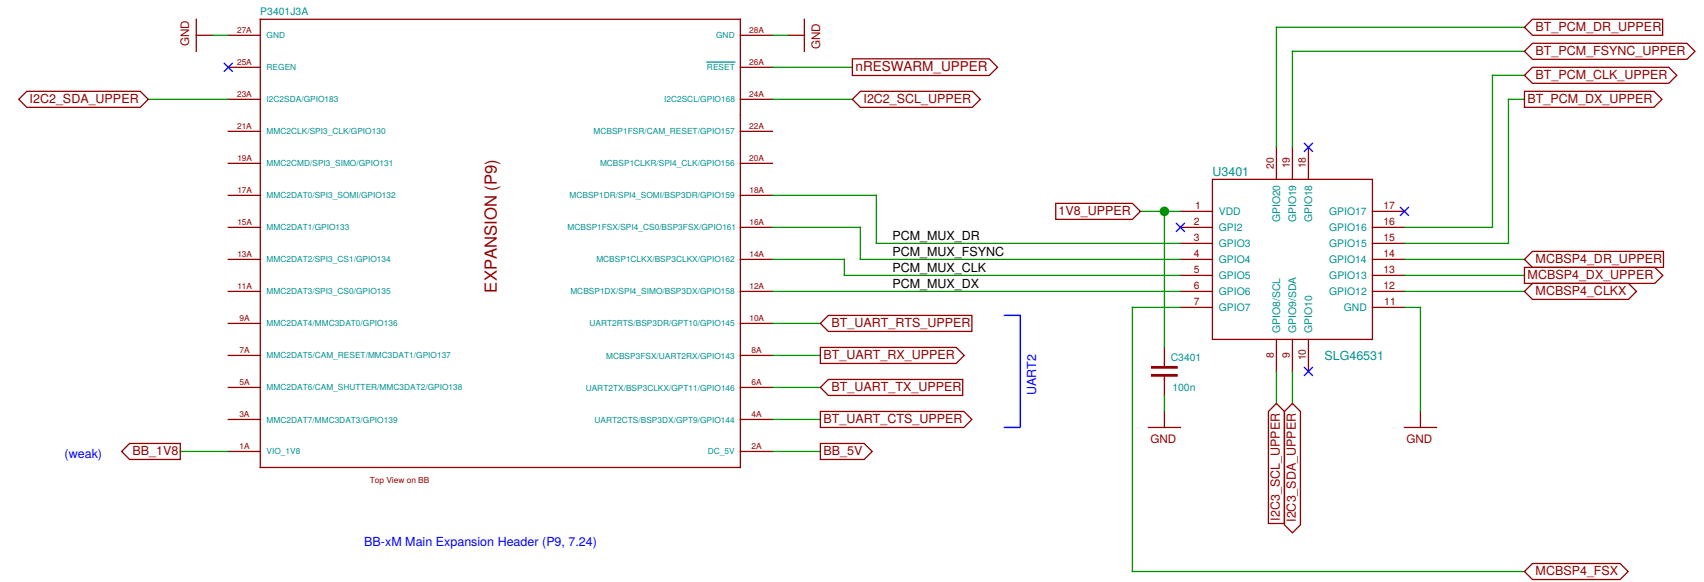 P3401J3A
GND
27A
GND
GND
28A
GND
25A
REGEN
RESET
26A
nRESWARM_UPPER
I2C2_SDA_UPPER
23A
I2C2SDA/GPIO183
I2C2SCL/GPIO168
24A
I2C2_SCL_UPPER
21A
MMC2CLK/SPI3_CLK/GPIO130
MCBSP1FSR/CAM_RESET/GPIO157
22A
19A
MMC2CMD/SPI3_SIMO/GPIO131
MCBSP1CLKR/SPI4_CLK/GPIO156
20A
17A
MMC2DAT0/SPI3_SOMI/GPIO132
MCBSP1DR/SPI4_SOMI/BSP3DR/GPIO159
18A
15A
MMC2DAT1/GPIO133
MCBSP1FSX/SPI4_CS0/BSP3FSX/GPIO161
16A
13A
MMC2DAT2/SPI3_CS1/GPIO134
MCBSP1CLKX/BSP3CLKX/GPIO162
14A
11A
MMC2DAT3/SPI3_CS0/GPIO135
MCBSP1DX/SPI4_SIMO/BSP3DX/GPIO158
12A
9A
MMC2DAT4/MMC3DAT0/GPIO136
UART2RTS/BSP3DR/GPT10/GPIO145
10A
BT_UART_RTS_UPPER
7A
MMC2DAT5/CAM_RESET/MMC3DAT1/GPIO137
MCBSP3FSX/UART2RX/GPIO143
8A
BT_UART_RX_UPPER
5A
MMC2DAT6/CAM_SHUTTER/MMC3DAT2/GPIO138
UART2TX/BSP3CLKX/GPT11/GPIO146
6A
BT_UART_TX_UPPER
3A
MMC2DAT7/MMC3DAT3/GPIO139
UART2CTS/BSP3DX/GPT9/GPIO144
4A
BT_UART_CTS_UPPER
(weak)
BB_1V8
1A
VIO_1V8
DC_5V
2A
BB_5V
EXPANSION (P9)
UART2
Top View on BB
BB-xM Main Expansion Header (P9, 7.24)
PCM_MUX_DR
PCM_MUX_FSYNC
PCM_MUX_CLK
PCM_MUX_DX
BT_PCM_DR_UPPER
BT_PCM_FSYNC_UPPER
BT_PCM_CLK_UPPER
BT_PCM_DX_UPPER
U3401
20
19
18
GPIO20
GPIO19
GPIO18
1V8_UPPER
1
VDD
2
GPI2
3
GPIO3
4
GPIO4
5
GPIO5
6
GPIO6
7
GPIO7
GPIO17
17
GPIO16
16
GPIO15
15
GPIO14
14
MCBSP4_DR_UPPER
GPIO13
13
MCBSP4_DX_UPPER
GPIO12
12
MCBSP4_CLKX
GND
11
GPIO8/SCL
GPIO9/SDA
GPIO10
8
9
10
SLG46531
C3401
100n
GND
GND
I2C3_SCL_UPPER
I2C3_SDA_UPPER
MCBSP4_FSX